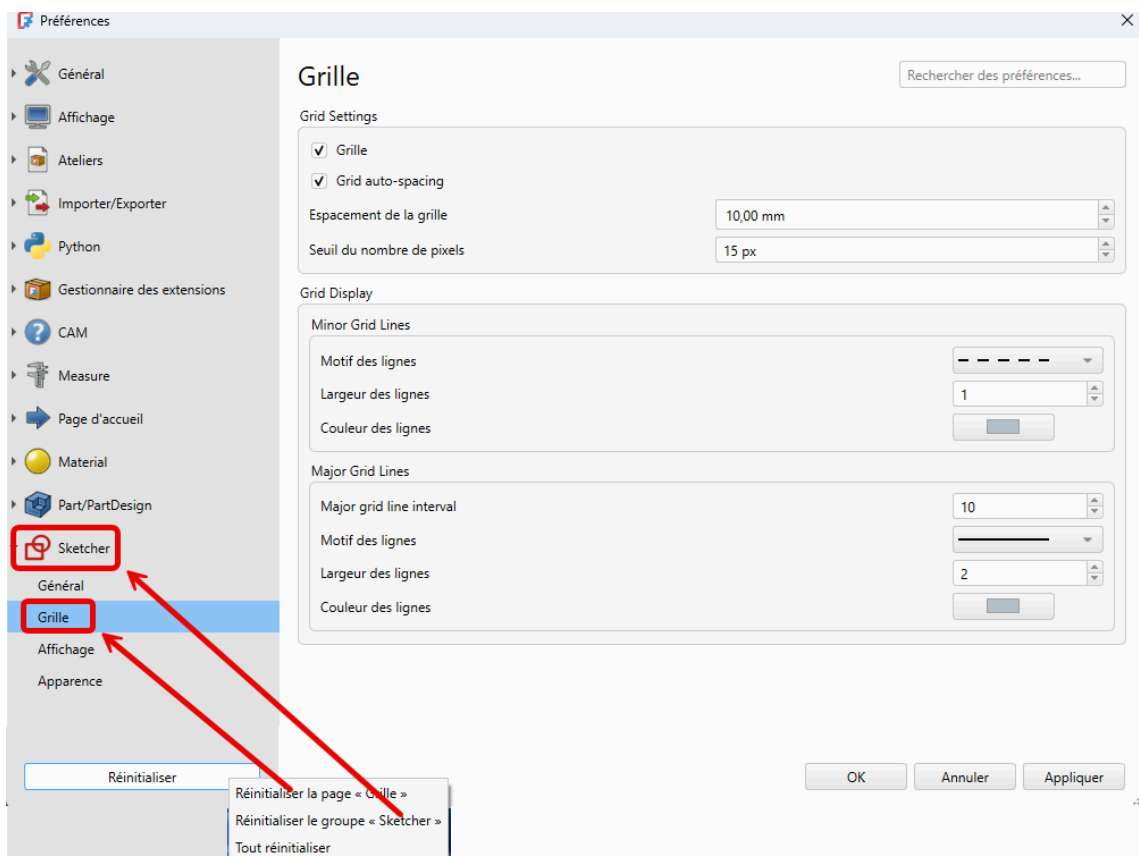 Préférences
Général
Affichage
Ateliers
Importer/Exporter
Python
Gestionnaire des extensions
CAM
Measure
Page d'accueil
Material
Part/PartDesign
Sketcher
Général
Grille
Affichage
Apparence
Réinitialiser
Grille
Rechercher des préférences...
Grid Settings
Grille
Grid auto-spacing
Espacement de la grille 10,00 mm
Seuil du nombre de pixels 15 px
Grid Display
Minor Grid Lines
Motif des lignes
Largeur des lignes 1
Couleur des lignes
Major Grid Lines
Major grid line interval 10
Motif des lignes
Largeur des lignes 2
Couleur des lignes
OK Annuler Appliquer
Réinitialiser la page « Grille »
Réinitialiser le groupe « Sketcher »
Tout réinitialiser